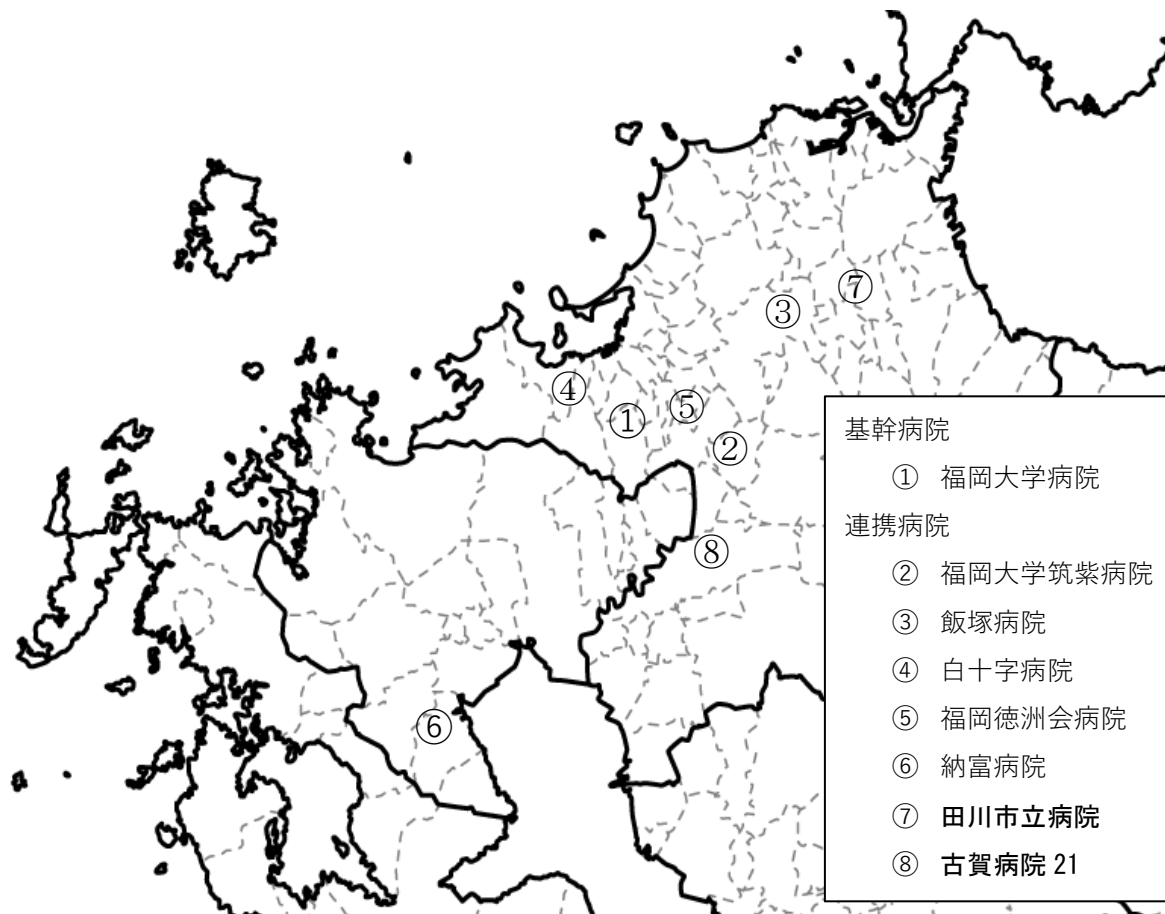 ⑦
③
④
⑤
①
②
⑧
⑥
基幹病院
① 福岡大学病院
連携病院
② 福岡大学筑紫病院
③ 飯塚病院
④ 白十字病院
⑤ 福岡徳洲会病院
⑥ 納富病院
⑦ 田川市立病院
⑧ 古賀病院 21